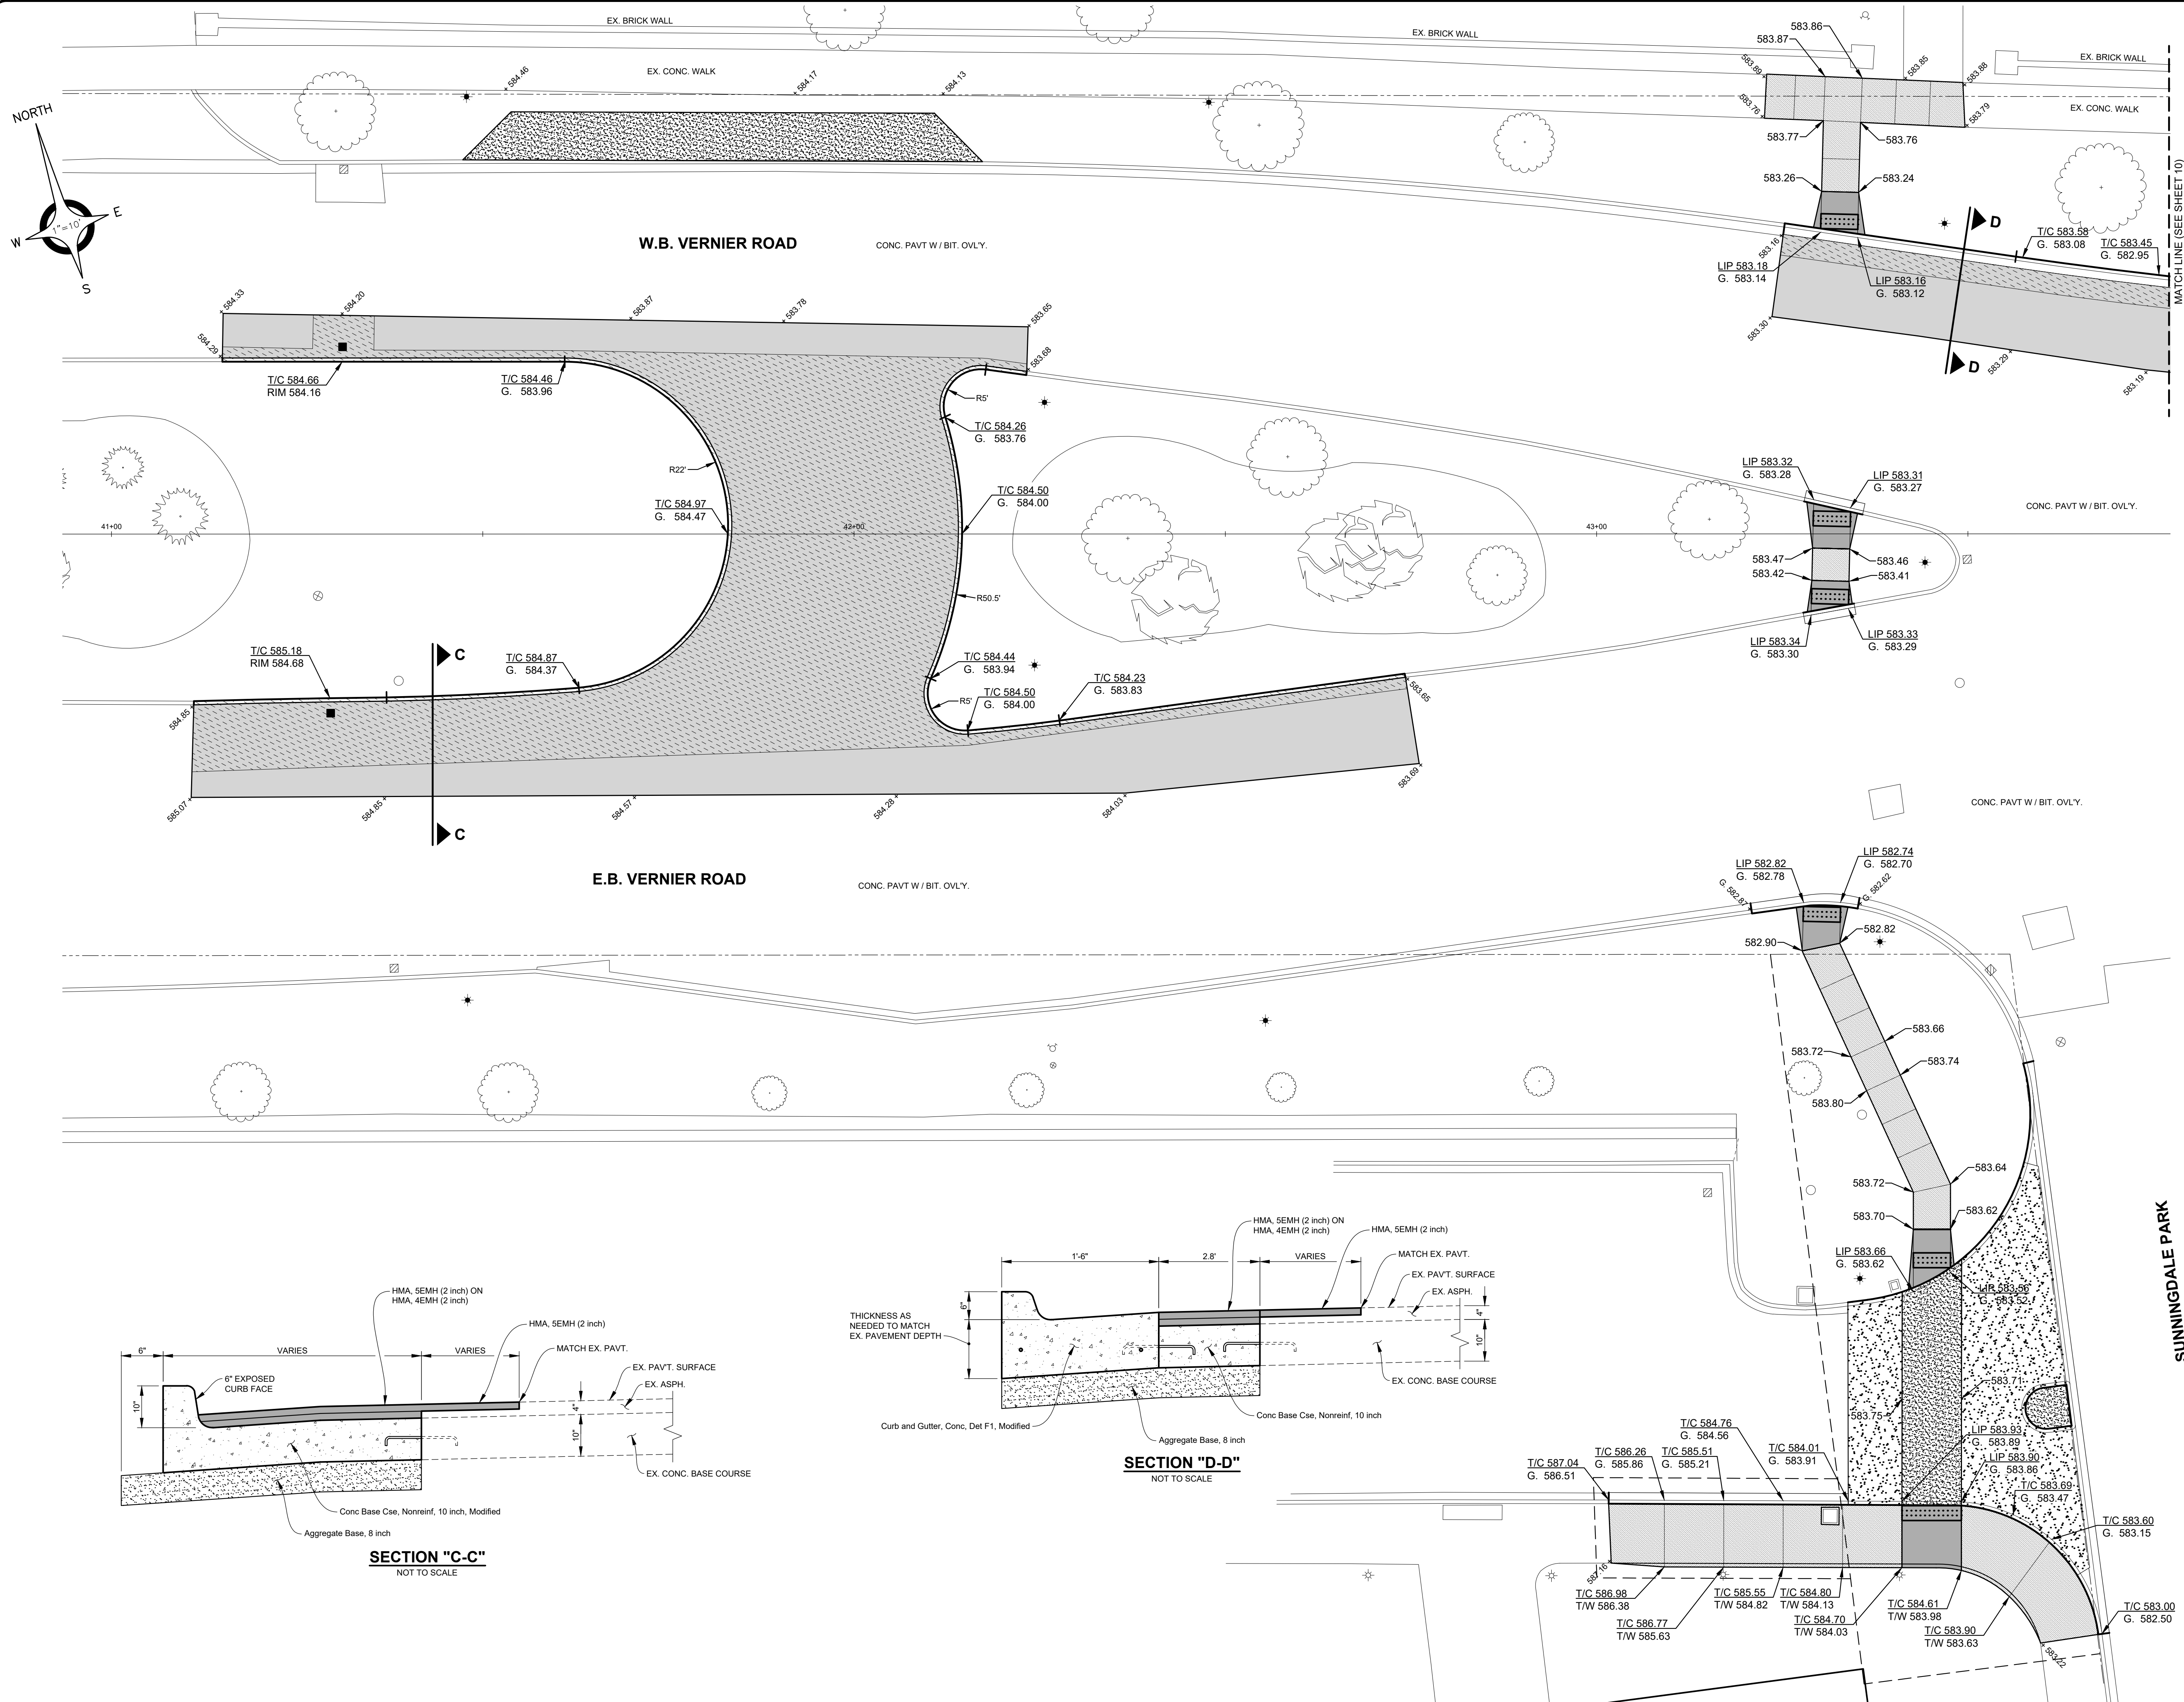 EX. BRICK WALL
EX. BRICK WALL
EX. BRICK WALL
EX. CONC. WALK
EX. CONC. WALK
584.46
584.17
584.13
583.86
583.87
583.89
583.85
583.88
583.76
583.79
583.77
583.76
583.26
583.24
NORTH
E
W
S
1"=10'
W.B. VERNIER ROAD
CONC. PAVT W / BIT. OVL'Y.
583.16
LIP 583.18
G. 583.14
LIP 583.16
G. 583.12
D
D
T/C 583.58
G. 583.08
T/C 583.45
G. 582.95
MATCH LINE (SEE SHEET 10)
583.30
583.29
583.19
584.33
584.20
583.87
583.78
583.65
584.29
583.68
T/C 584.66
RIM 584.16
T/C 584.46
G. 583.96
R5'
T/C 584.26
G. 583.76
R22'
T/C 584.97
G. 584.47
T/C 584.50
G. 584.00
41+00
42+00
43+00
R50.5'
LIP 583.32
G. 583.28
LIP 583.31
G. 583.27
CONC. PAVT W / BIT. OVL'Y.
583.47
583.46
583.42
583.41
LIP 583.34
G. 583.30
LIP 583.33
G. 583.29
T/C 585.18
RIM 584.68
C
C
T/C 584.87
G. 584.37
T/C 584.44
G. 583.94
R5'
T/C 584.50
G. 584.00
T/C 584.23
G. 583.83
583.65
584.85
585.07
584.85
584.57
584.28
584.03
583.69
CONC. PAVT W / BIT. OVL'Y.
E.B. VERNIER ROAD
CONC. PAVT W / BIT. OVL'Y.
LIP 582.82
G. 582.78
LIP 582.74
G. 582.70
G. 582.87
G. 582.62
582.90
582.82
583.66
583.72
583.74
583.80
583.64
583.72
583.70
583.62
LIP 583.66
G. 583.62
LIP 583.56
G. 583.52
583.71
583.75
LIP 583.93
G. 583.89
LIP 583.90
G. 583.86
T/C 583.69
G. 583.47
T/C 583.60
G. 583.15
SUNNINGDALE PARK
T/C 587.04
G. 586.51
T/C 586.26
G. 585.86
T/C 585.51
G. 585.21
T/C 584.76
G. 584.56
T/C 584.01
G. 583.91
587.16
T/C 586.98
T/W 586.38
T/C 586.77
T/W 585.63
T/C 585.55
T/W 584.82
T/C 584.80
T/W 584.13
T/C 584.70
T/W 584.03
T/C 584.61
T/W 583.98
T/C 583.90
T/W 583.63
583.22
T/C 583.00
G. 582.50
HMA, 5EMH (2 inch) ON
HMA, 4EMH (2 inch)
HMA, 5EMH (2 inch)
6"
VARIES
VARIES
MATCH EX. PAVT.
EX. PAV'T. SURFACE
EX. ASPH.
6" EXPOSED
CURB FACE
10"
4"
10"
EX. CONC. BASE COURSE
Conc Base Cse, Nonreinf, 10 inch, Modified
Aggregate Base, 8 inch
SECTION "C-C"
NOT TO SCALE
HMA, 5EMH (2 inch) ON
HMA, 4EMH (2 inch)
HMA, 5EMH (2 inch)
1'-6"
2.8'
VARIES
MATCH EX. PAVT.
EX. PAV'T. SURFACE
EX. ASPH.
6"
THICKNESS AS
NEEDED TO MATCH
EX. PAVEMENT DEPTH
4"
10"
EX. CONC. BASE COURSE
Conc Base Cse, Nonreinf, 10 inch
Curb and Gutter, Conc, Det F1, Modified
Aggregate Base, 8 inch
SECTION "D-D"
NOT TO SCALE